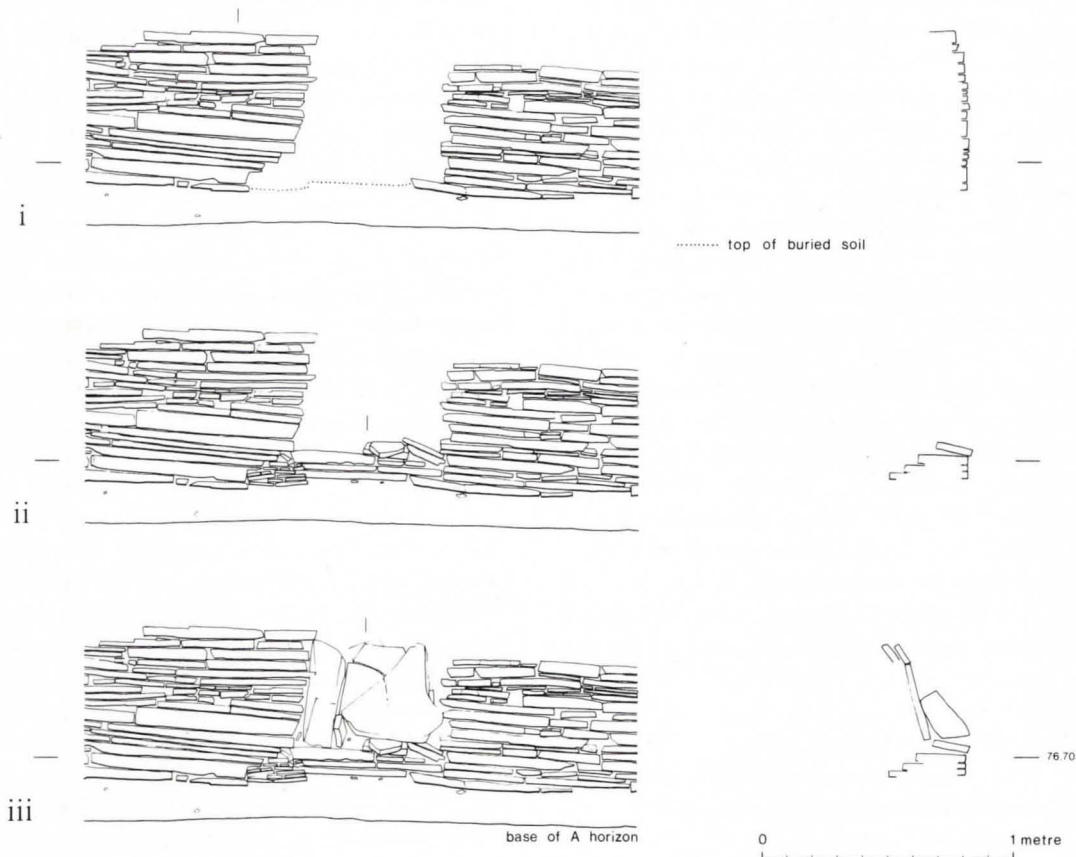 i
top of buried soil
ii
76.70
iii
base of A horizon
0 1 metre